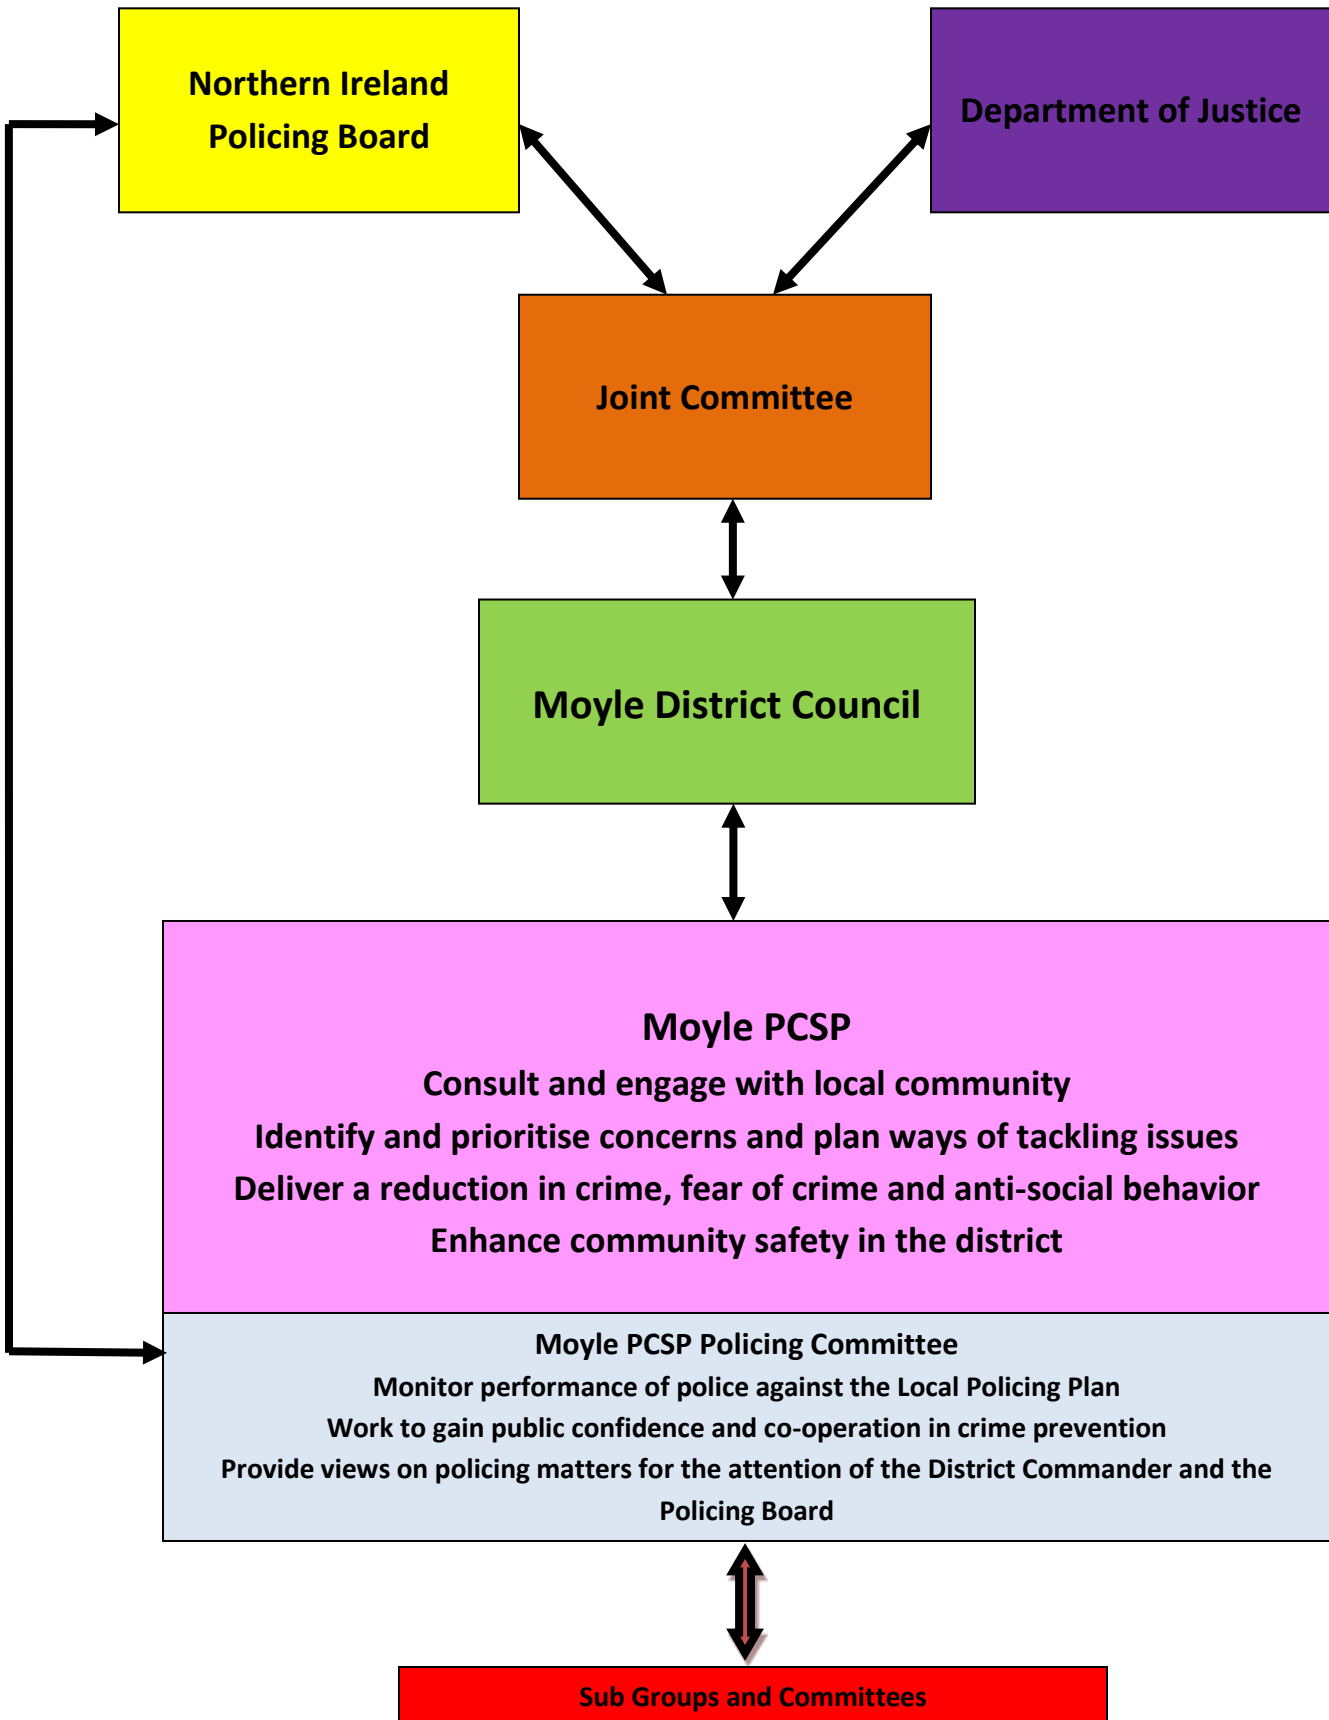 Northern Ireland
Policing Board
Department of Justice
Joint Committee
Moyle District Council
Moyle PCSP
Consult and engage with local community
Identify and prioritise concerns and plan ways of tackling issues
Deliver a reduction in crime, fear of crime and anti-social behavior
Enhance community safety in the district
Moyle PCSP Policing Committee
Monitor performance of police against the Local Policing Plan
Work to gain public confidence and co-operation in crime prevention
Provide views on policing matters for the attention of the District Commander and the
Policing Board
Sub Groups and Committees